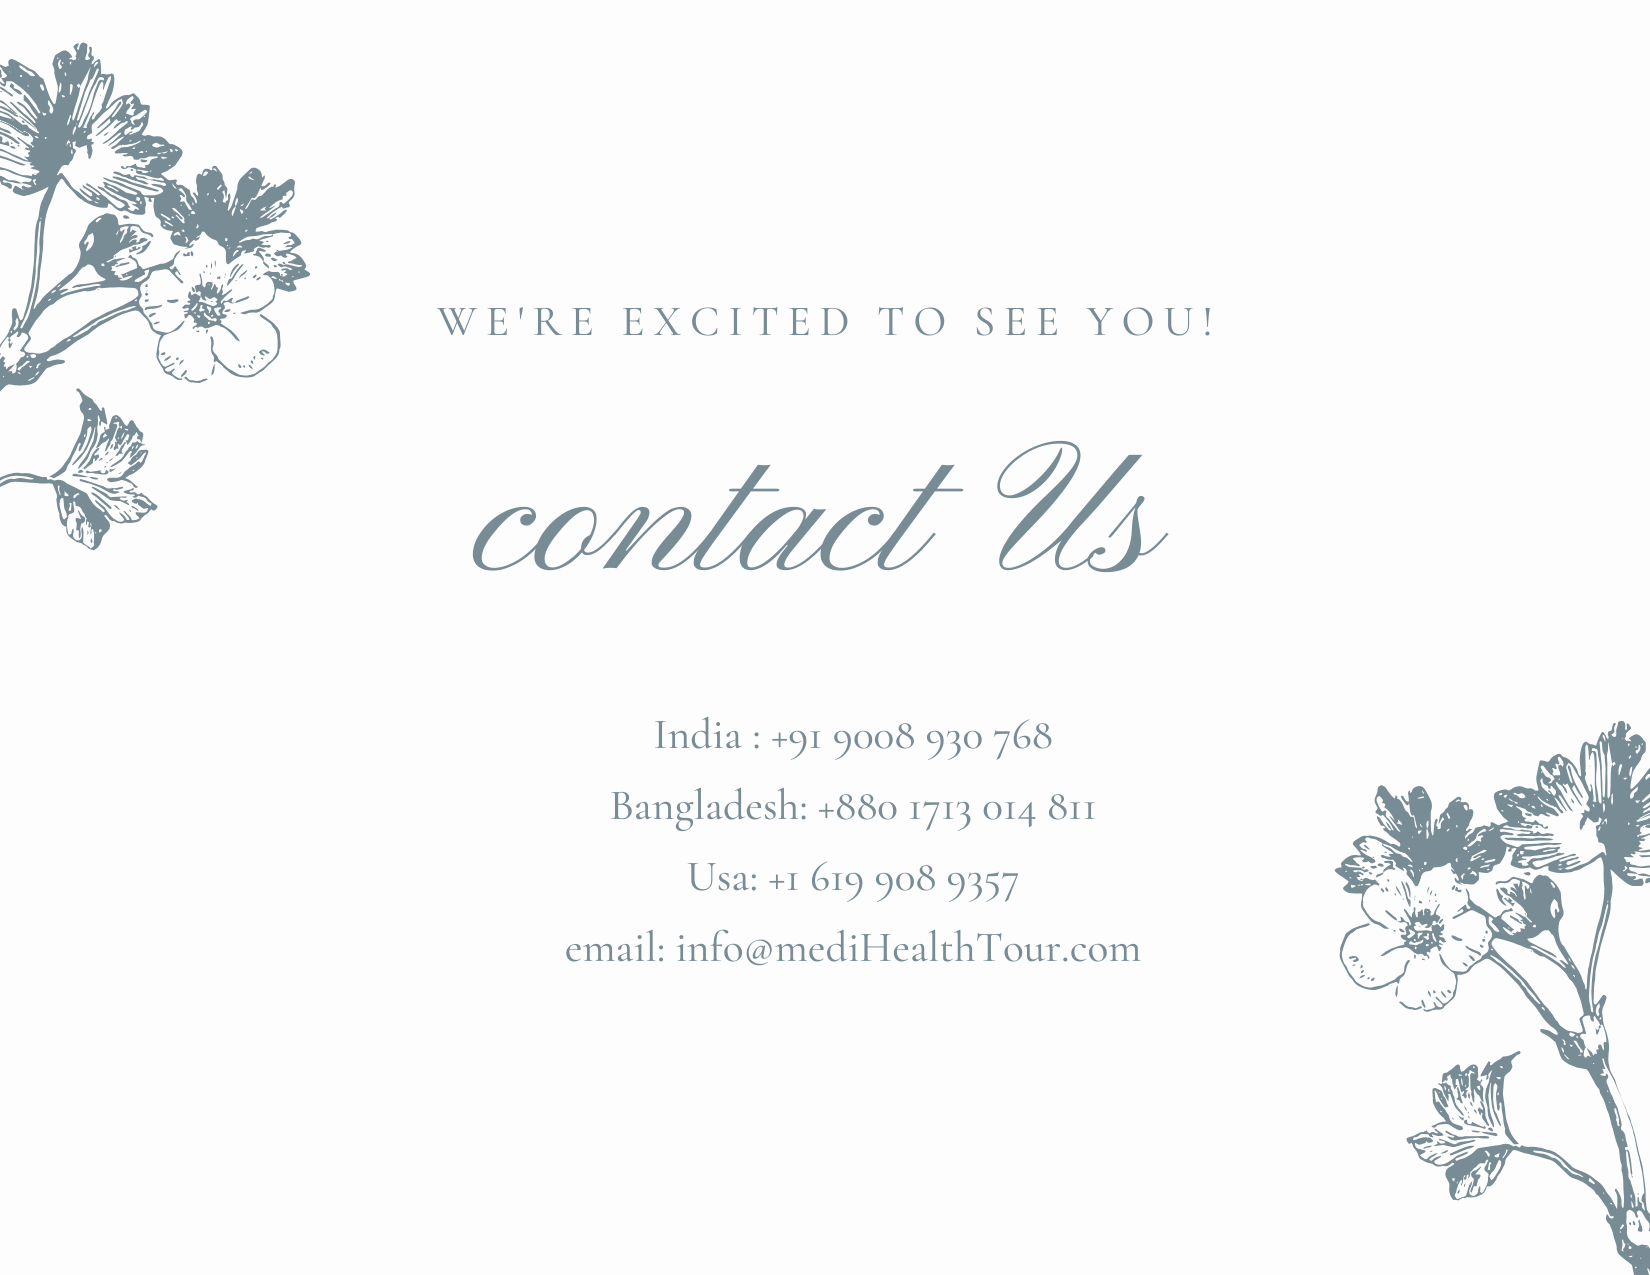 WE'RE EXCITED TO SEE YOU!
contact Us
India : +91 9008 930 768
Bangladesh: +880 1713 014 811
Usa: +1 619 908 9357
email: info@mediHealthTour.com